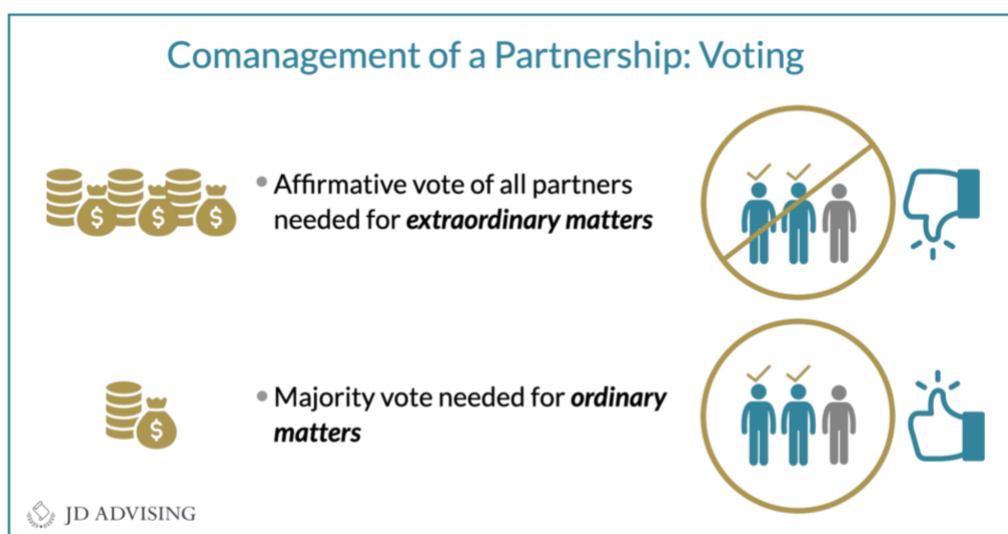 Comanagement of a Partnership: Voting
• Affirmative vote of all partners
needed for extraordinary matters
• Majority vote needed for ordinary
matters
$ $ $
$
JD ADVISING